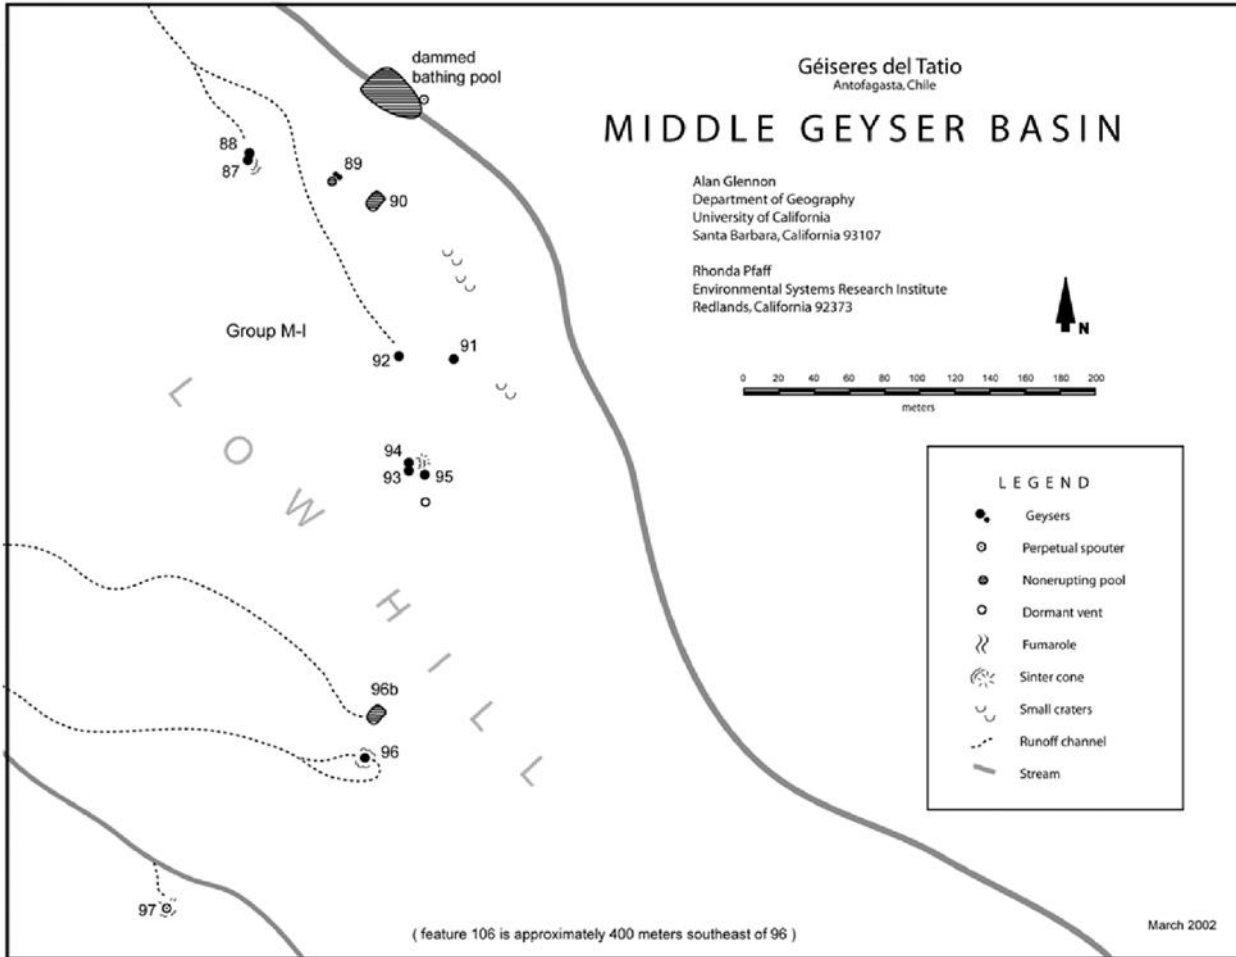 dammed
bathing pool
Géiseres del Tatio
Antofagasta, Chile
MIDDLE GEYSER BASIN
88
87
89
90
Alan Glennon
Department of Geography
University of California
Santa Barbara, California 93107
Rhonda Pfaff
Environmental Systems Research Institute
Redlands, California 92373
N
Group M-I
92
91
0 20 40 60 80 100 120 140 160 180 200
meters
LOW HILL
94
93
95
LEGEND
Geysers
Perpetual spouter
Nonerupting pool
Dormant vent
Fumarole
Sinter cone
Small craters
Runoff channel
Stream
96b
96
97
( feature 106 is approximately 400 meters southeast of 96 )
March 2002